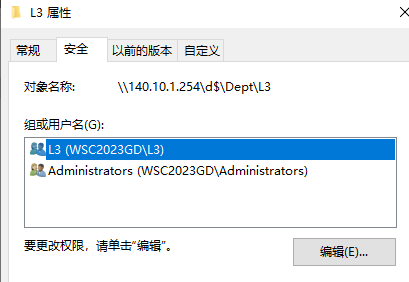 L3 属性
常规 安全 以前的版本 自定义
对象名称: \\140.10.1.254\d$\Dept\L3
组或用户名(G):
L3 (WSC2023GD\L3)
Administrators (WSC2023GD\Administrators)
要更改权限，请单击“编辑”。
编辑(E)...